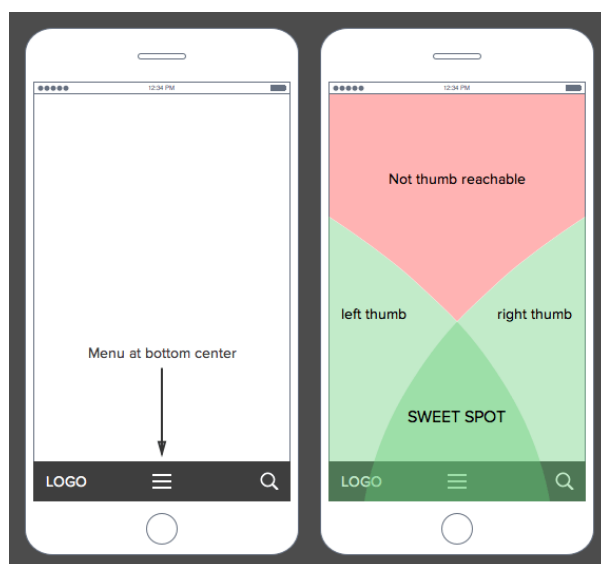 12:34 PM
Menu at bottom center
LOGO
12:34 PM
Not thumb reachable
left thumb
right thumb
SWEET SPOT
LOGO